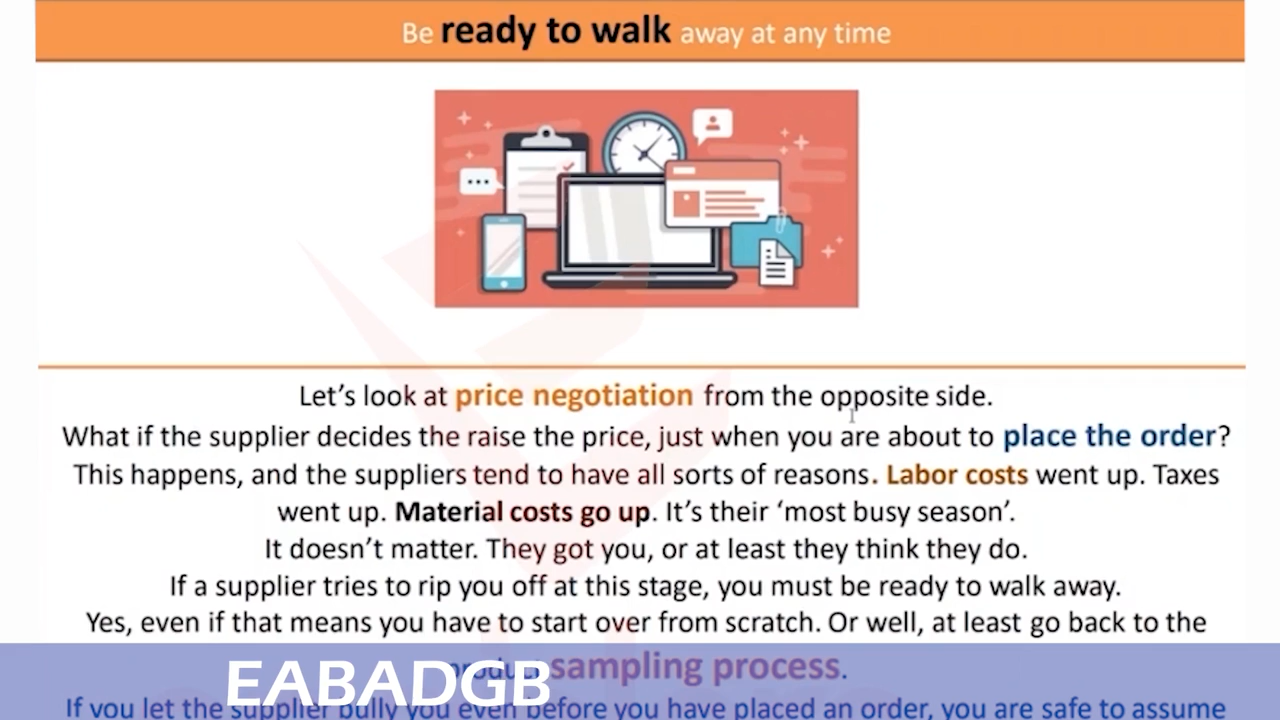 Be ready to walk away at any time
Let’s look at price negotiation from the opposite side.
What if the supplier decides the raise the price, just when you are about to place the order?
This happens, and the suppliers tend to have all sorts of reasons. Labor costs went up. Taxes
went up. Material costs go up. It’s their ‘most busy season’.
It doesn’t matter. They got you, or at least they think they do.
If a supplier tries to rip you off at this stage, you must be ready to walk away.
Yes, even if that means you have to start over from scratch. Or well, at least go back to the
product sampling process.
EABADGB
If you let the supplier bully you even before you have placed an order, you are safe to assume